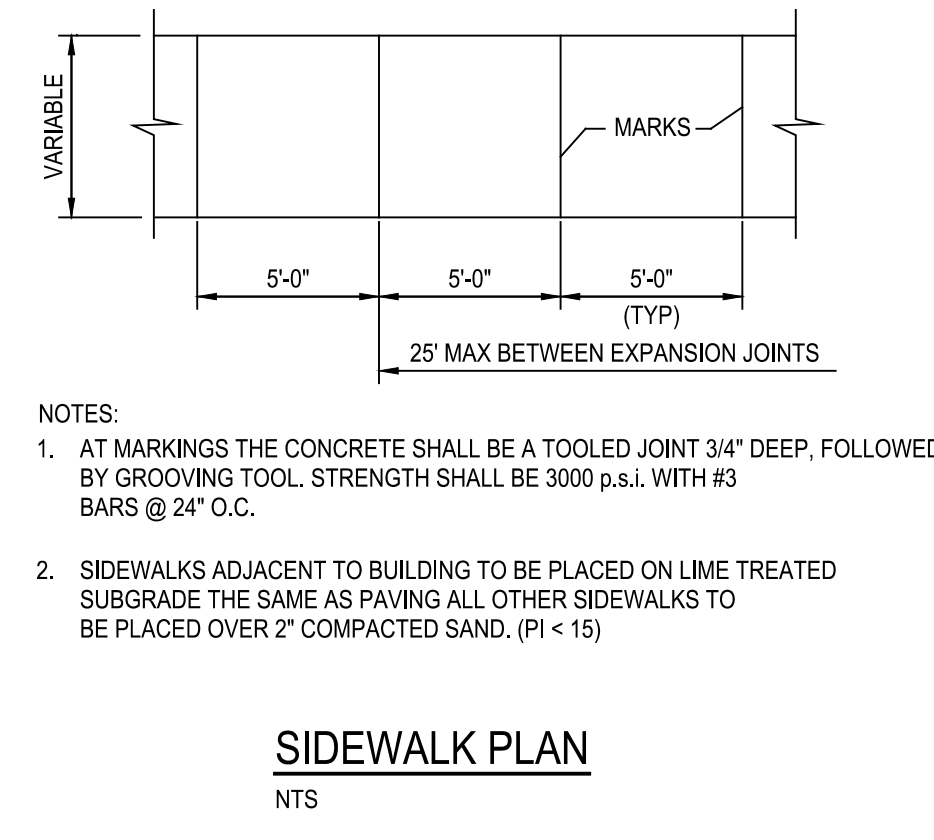 VARIABLE
MARKS
5'-0"
5'-0"
5'-0"
(TYP)
25' MAX BETWEEN EXPANSION JOINTS
NOTES:
1. AT MARKINGS THE CONCRETE SHALL BE A TOOLED JOINT 3/4" DEEP, FOLLOWED
BY GROOVING TOOL. STRENGTH SHALL BE 3000 p.s.i. WITH #3
BARS @ 24" O.C.
2. SIDEWALKS ADJACENT TO BUILDING TO BE PLACED ON LIME TREATED
SUBGRADE THE SAME AS PAVING ALL OTHER SIDEWALKS TO
BE PLACED OVER 2" COMPACTED SAND. (PI < 15)
SIDEWALK PLAN
NTS